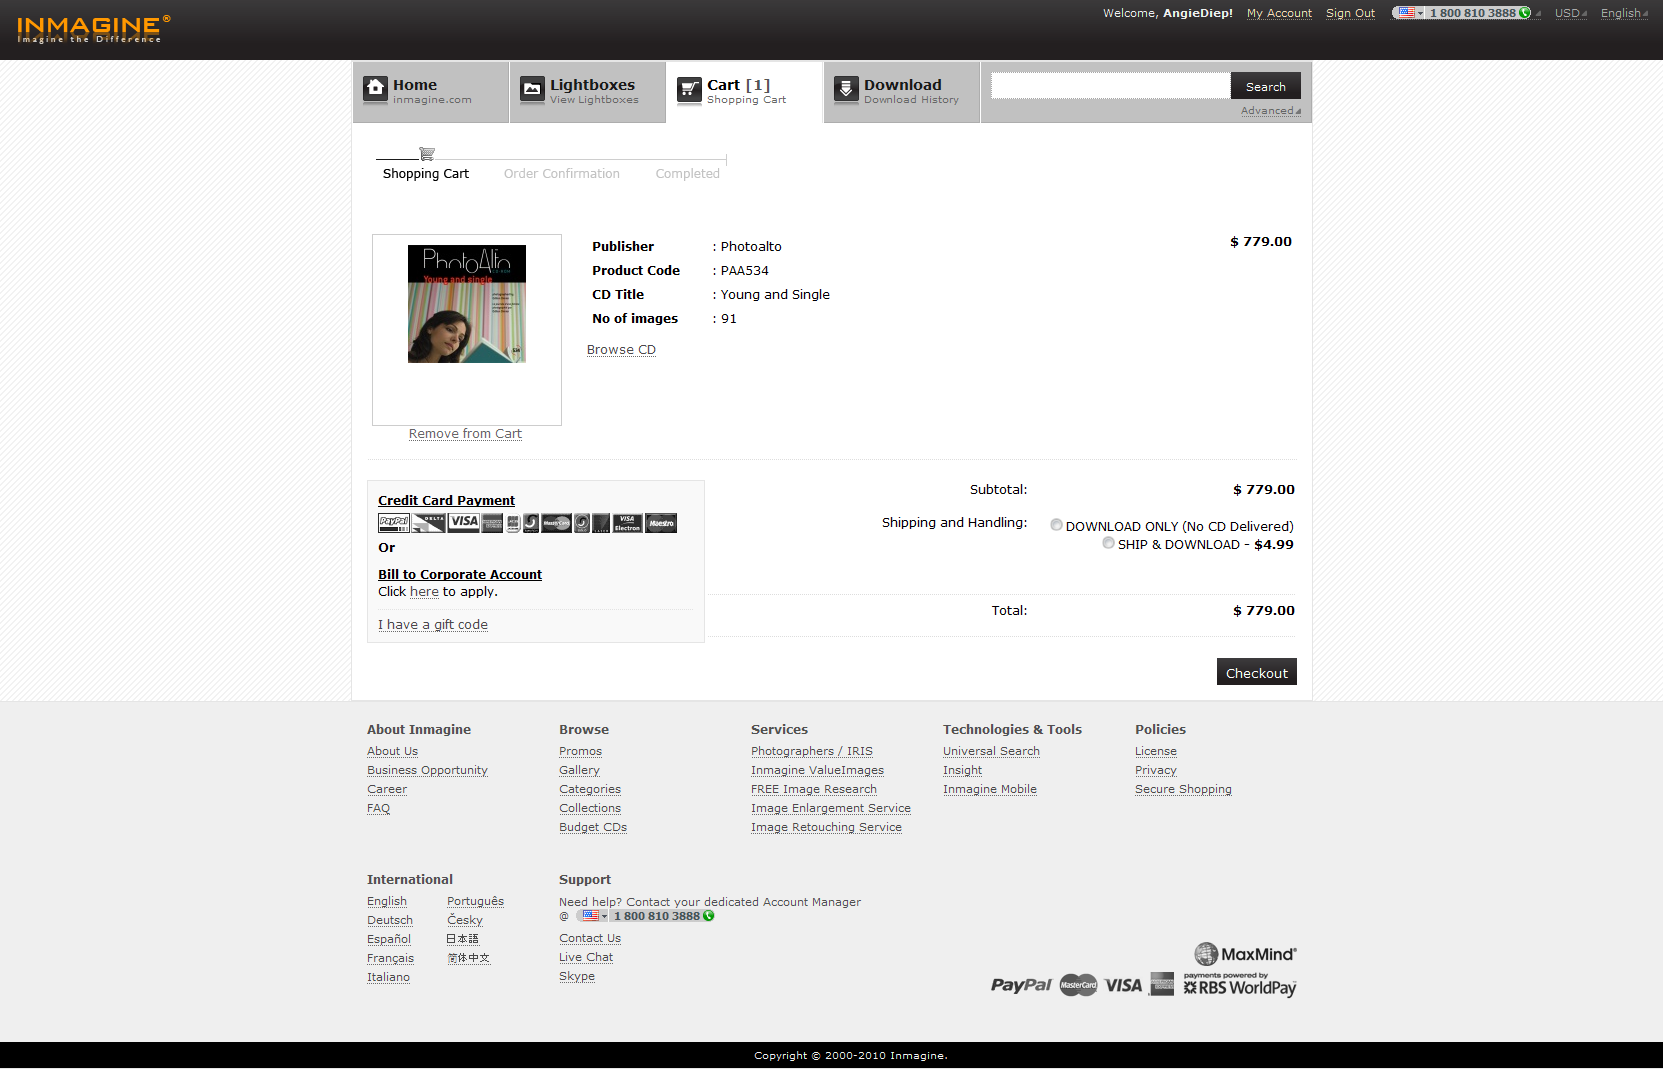 INMAGINE®
Imagine the Difference
Welcome, AngieDiep! My Account Sign Out 1 800 810 3888 USD English
Home
inmagine.com
Lightboxes
View Lightboxes
Cart [1]
Shopping Cart
Download
Download History
Search
Advanced
Shopping Cart Order Confirmation Completed
PhotoAlto
CD-ROM
Young and single
Publisher : Photoalto
$ 779.00
Product Code : PAA534
CD Title : Young and Single
No of images : 91
Browse CD
Remove from Cart
Credit Card Payment
PayPal DELTA VISA MasterCard VISA Electron Maestro
Or
Bill to Corporate Account
Click here to apply.
I have a gift code
Subtotal: $ 779.00
Shipping and Handling: DOWNLOAD ONLY (No CD Delivered)
SHIP & DOWNLOAD - $4.99
Total: $ 779.00
Checkout
About Inmagine
About Us
Business Opportunity
Career
FAQ
Browse
Promos
Gallery
Categories
Collections
Budget CDs
Services
Photographers / IRIS
Inmagine ValueImages
FREE Image Research
Image Enlargement Service
Image Retouching Service
Technologies & Tools
Universal Search
Insight
Inmagine Mobile
Policies
License
Privacy
Secure Shopping
International
English Português
Deutsch Česky
Español 日本語
Français 简体中文
Italiano
Support
Need help? Contact your dedicated Account Manager
@ 1 800 810 3888
Contact Us
Live Chat
Skype
MaxMind
PayPal MasterCard VISA AMERICAN EXPRESS
payments powered by
RBS WorldPay
Copyright © 2000-2010 Inmagine.